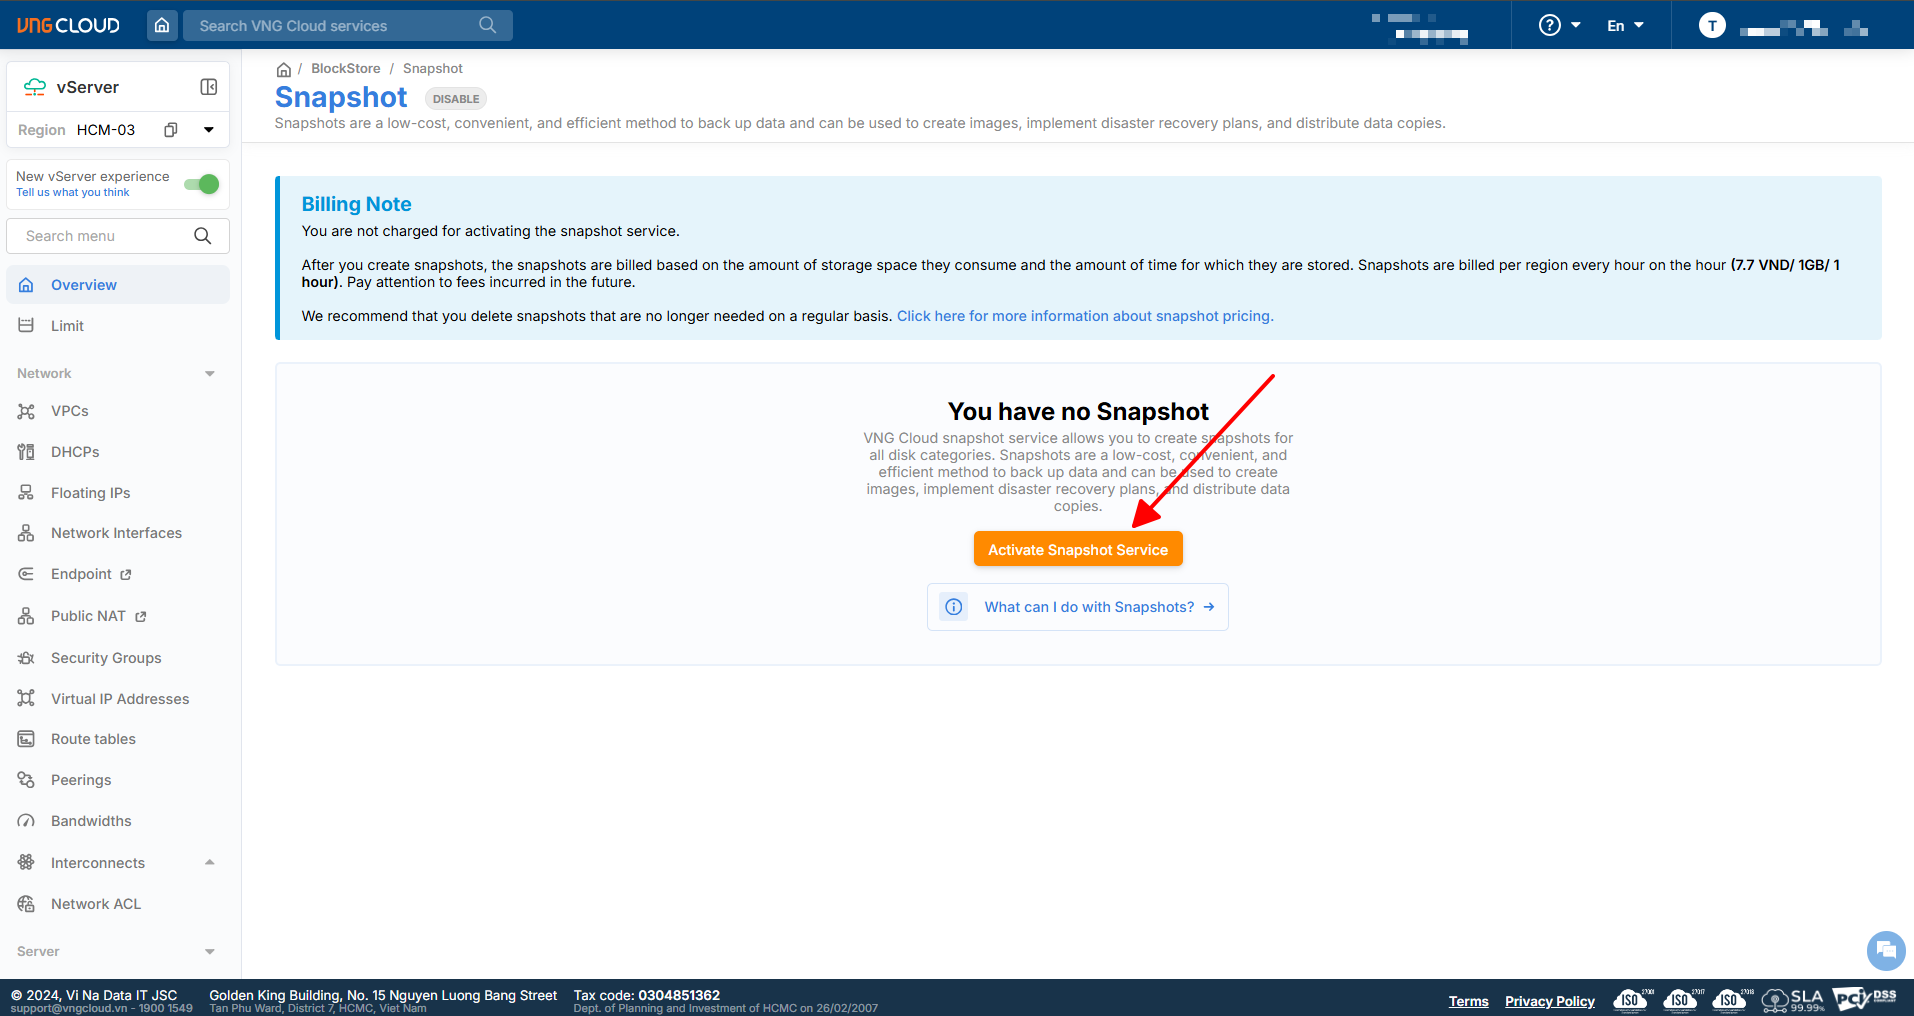 VNG CLOUD
Search VNG Cloud services
?
En
T
vServer
Region HCM-03
New vServer experience
Tell us what you think
Search menu
Overview
Limit
Network
VPCs
DHCPs
Floating IPs
Network Interfaces
Endpoint
Public NAT
Security Groups
Virtual IP Addresses
Route tables
Peerings
Bandwidths
Interconnects
Network ACL
Server
/ BlockStore / Snapshot
Snapshot DISABLE
Snapshots are a low-cost, convenient, and efficient method to back up data and can be used to create images, implement disaster recovery plans, and distribute data copies.
Billing Note
You are not charged for activating the snapshot service.
After you create snapshots, the snapshots are billed based on the amount of storage space they consume and the amount of time for which they are stored. Snapshots are billed per region every hour on the hour (7.7 VND/ 1GB/ 1
hour). Pay attention to fees incurred in the future.
We recommend that you delete snapshots that are no longer needed on a regular basis. Click here for more information about snapshot pricing.
You have no Snapshot
VNG Cloud snapshot service allows you to create snapshots for
all disk categories. Snapshots are a low-cost, convenient, and
efficient method to back up data and can be used to create
images, implement disaster recovery plans, and distribute data
copies.
Activate Snapshot Service
What can I do with Snapshots? →
© 2024, Vi Na Data IT JSC
support@vngcloud.vn - 1900 1549
Golden King Building, No. 15 Nguyen Luong Bang Street
Tan Phu Ward, District 7, HCMC, Viet Nam
Tax code: 0304851362
Dept. of Planning and Investment of HCMC on 26/02/2007
Terms
Privacy Policy
ISO 27001
ISO 27017
ISO 27018
SLA
99.99%
PCI DSS